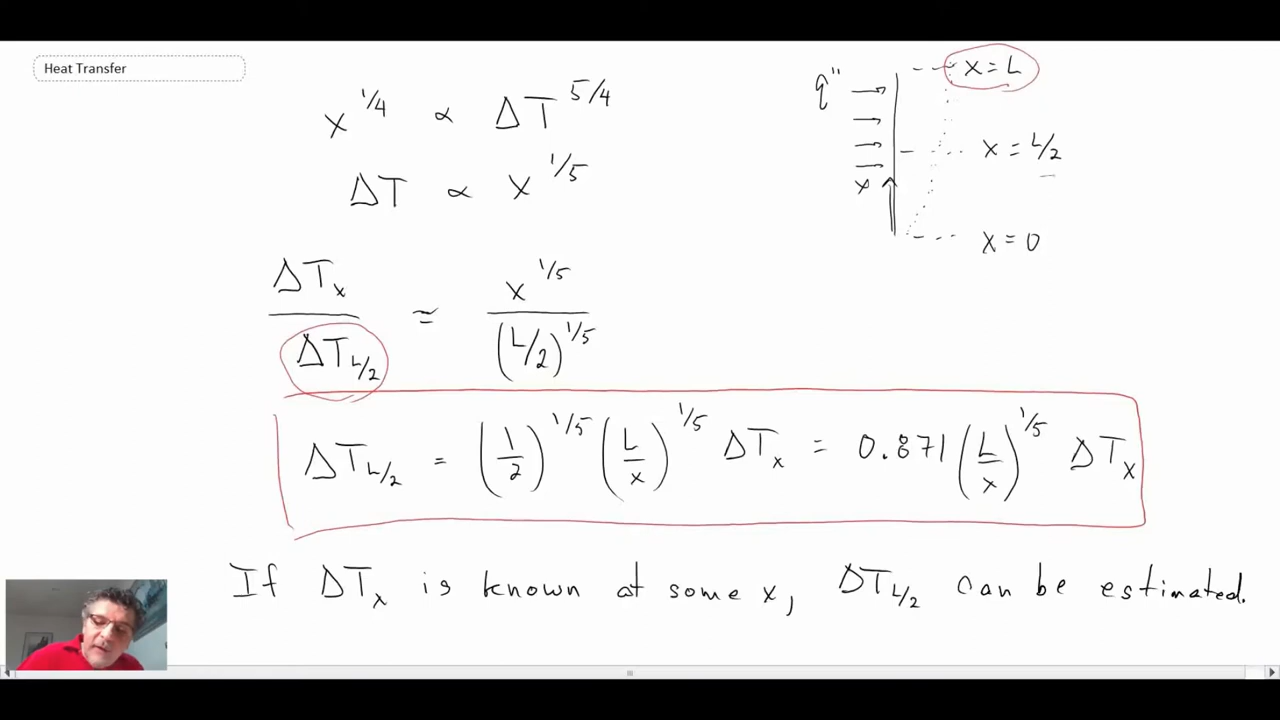 Heat Transfer
x^1/4 ∝ ΔT^5/4
ΔT ∝ x^1/5
q" x = L
x = L/2
x
x = 0
ΔT_x / ΔT_L/2 ≃ x^1/5 / (L/2)^1/5
ΔT_L/2 = (1/2)^1/5 (L/x)^1/5 ΔT_x = 0.871 (L/x)^1/5 ΔT_x
If ΔT_x is known at some x, ΔT_L/2 can be estimated.